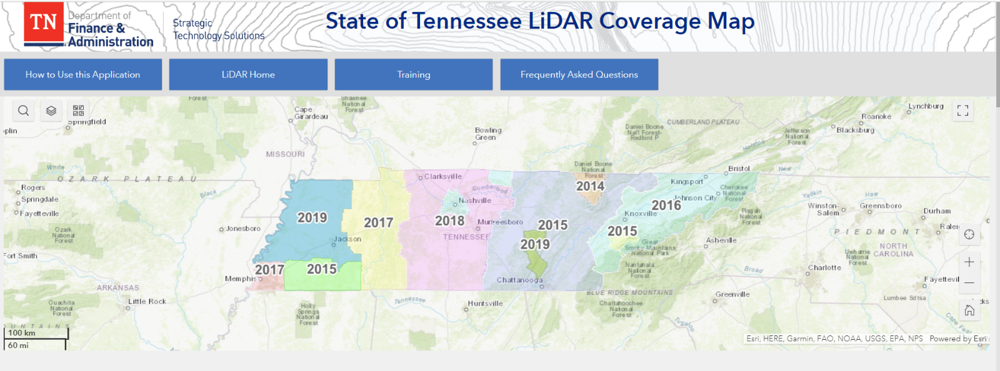 TN
Department of
Finance &
Administration
Strategic
Technology Solutions
State of Tennessee LiDAR Coverage Map
How to Use this Application
LiDAR Home
Training
Frequently Asked Questions
Forest
Shawnee
National
Forest
Cape
Girardeau
Springfield
plin
Bowling
Green
Daniel Boone
Nat'l Forest-
Redbird P
CUMBERLAND PLATEAU
Lynchburg
Roanoke
Blacksburg
Jefferson
National
Forest
Holston
MISSOURI
White
OZARK PLATEAU
Rogers
Springdale
Fayetteville
Black
Daniel Boone
National
Forest
Bristol
New
Clarksville
Cumberland
Nashville
2014
Kingsport
Johnson City
Cherokee
National
Forest
Yadkin
Haw
Winston-
Salem
Greensboro
Durham
Ralei
2019
2017
2018
Murfreesboro
2015
2016
Knoxville
Pisgah
National
Forest
Jonesboro
Ozark
National
Forest
Jackson
TENNESSEE
2019
2015
Great
Smoky Mountains
National Park
Asheville
PIEDMONT
NORTH
CAROLINA
Fort Smith
Uwharrie
National
Forest
2017
2015
Memphis
Chattanooga
Nantahala
National
Forest
Broad
Charlotte
Fayettevil
ARKANSAS
Little Rock
Ouachita
National
Forest
Holly
Springs
National
Forest
Tennessee
Huntsville
BLUE RIDGE MOUNTAINS
Chattahoochee
National
Forest
Greenville
Lumbee Sdtsa
cks
Tugaloo
Cape Fear
UNTAINS
100 km
60 mi
Esri, HERE, Garmin, FAO, NOAA, USGS, EPA, NPS
Powered by Esri